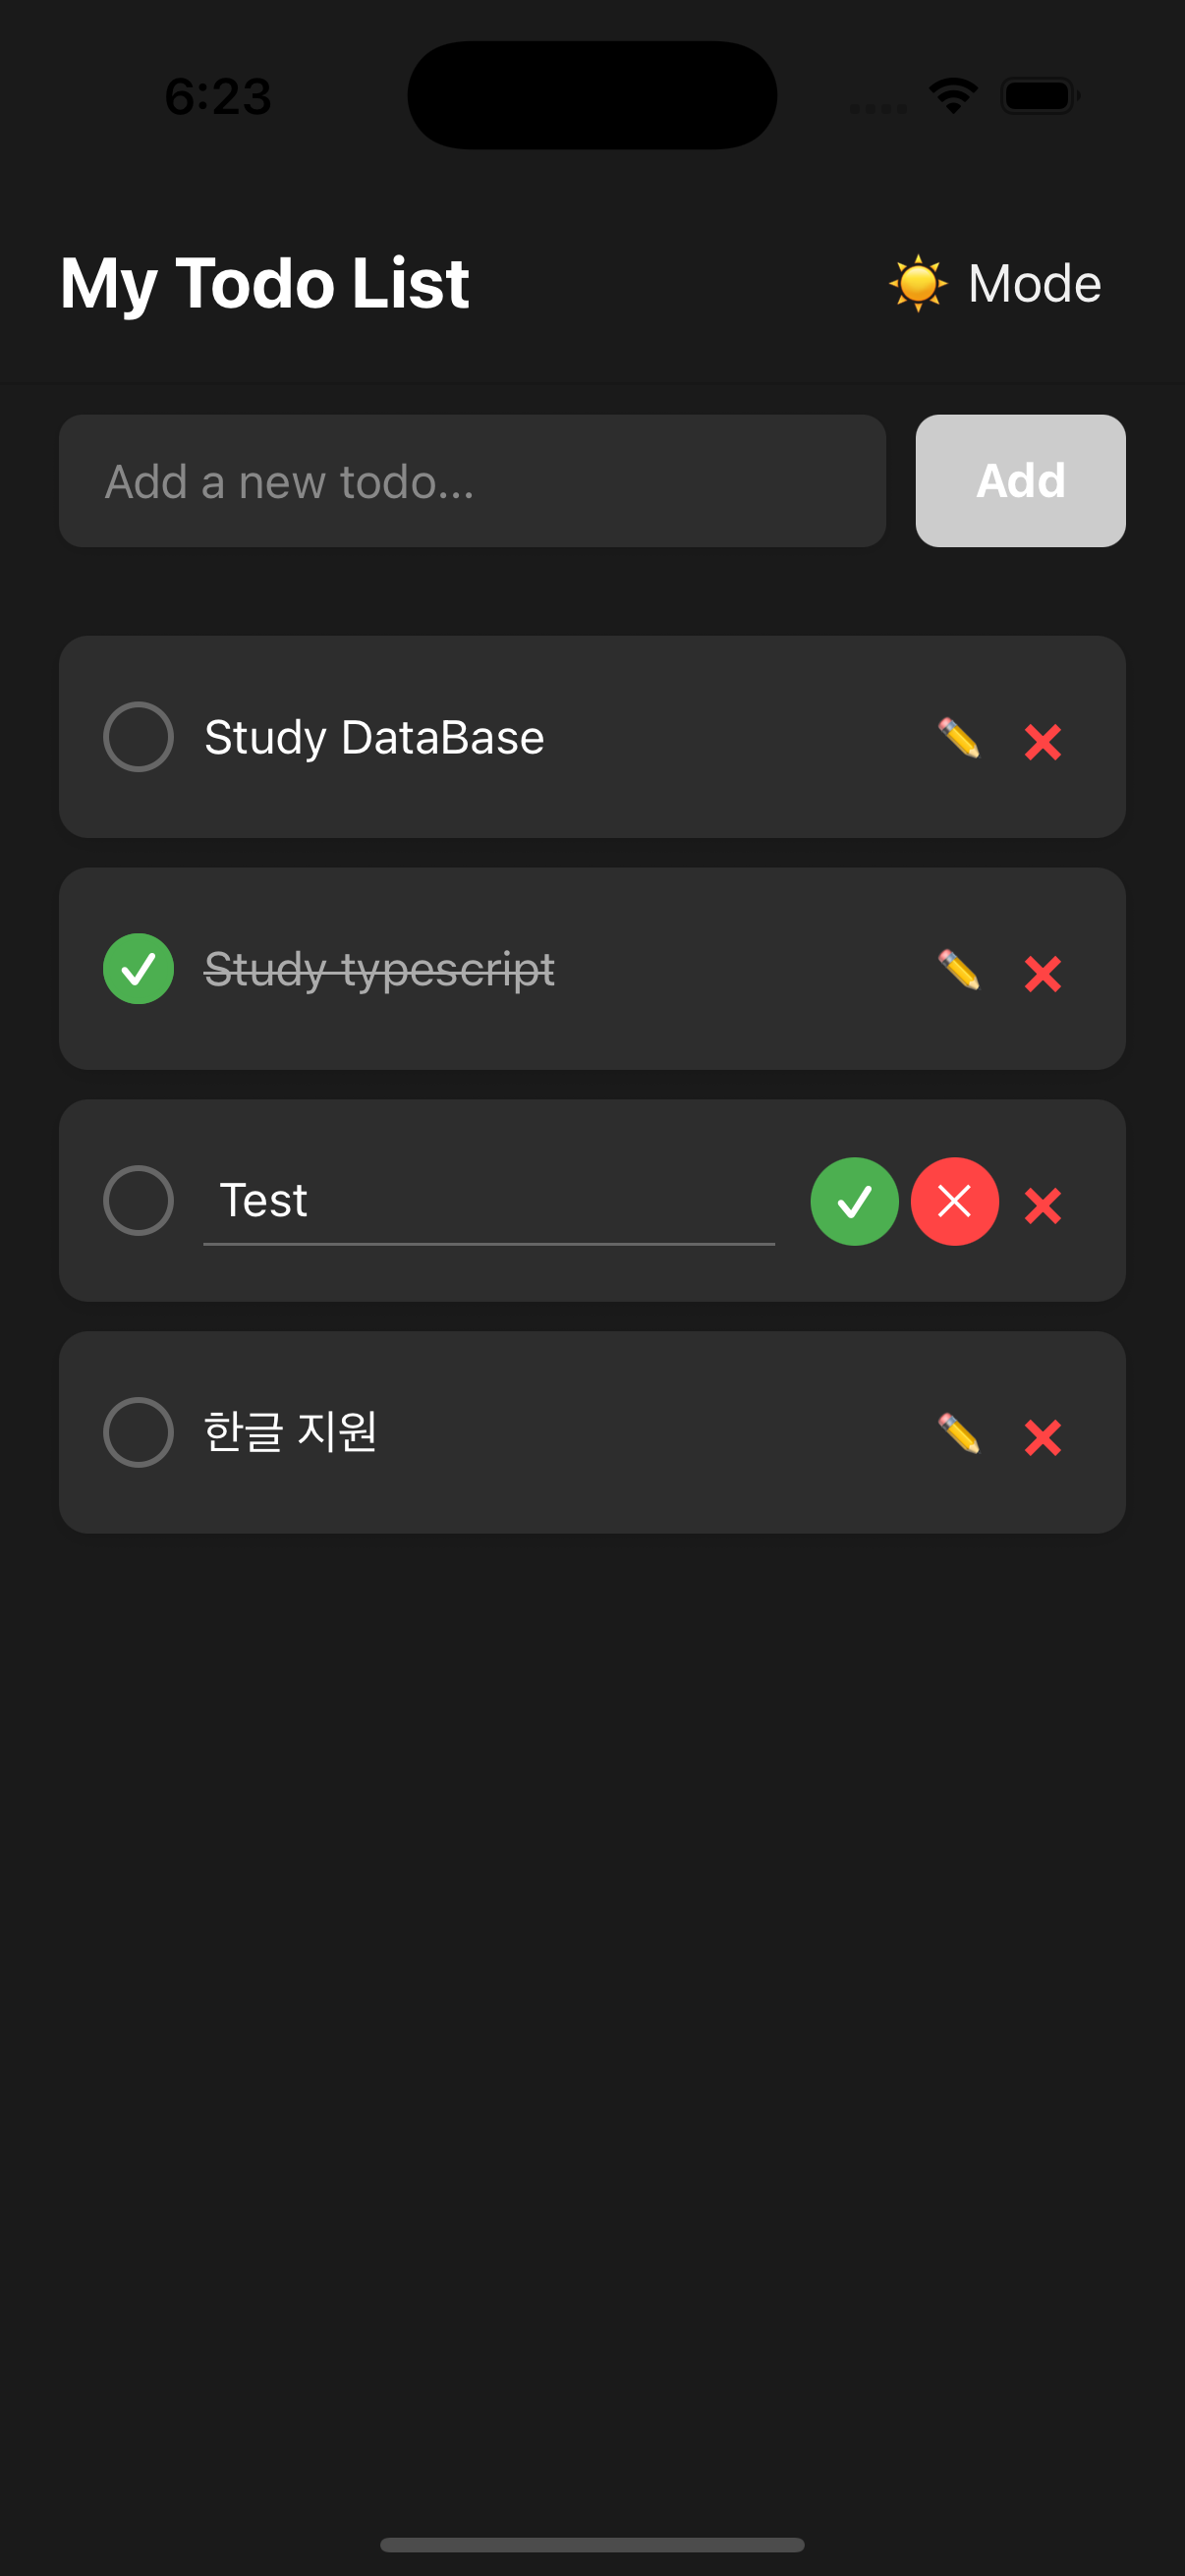 6:23
My Todo List
☀️ Mode
Add a new todo...
Add
Study DataBase
Study typescript
Test
한글 지원